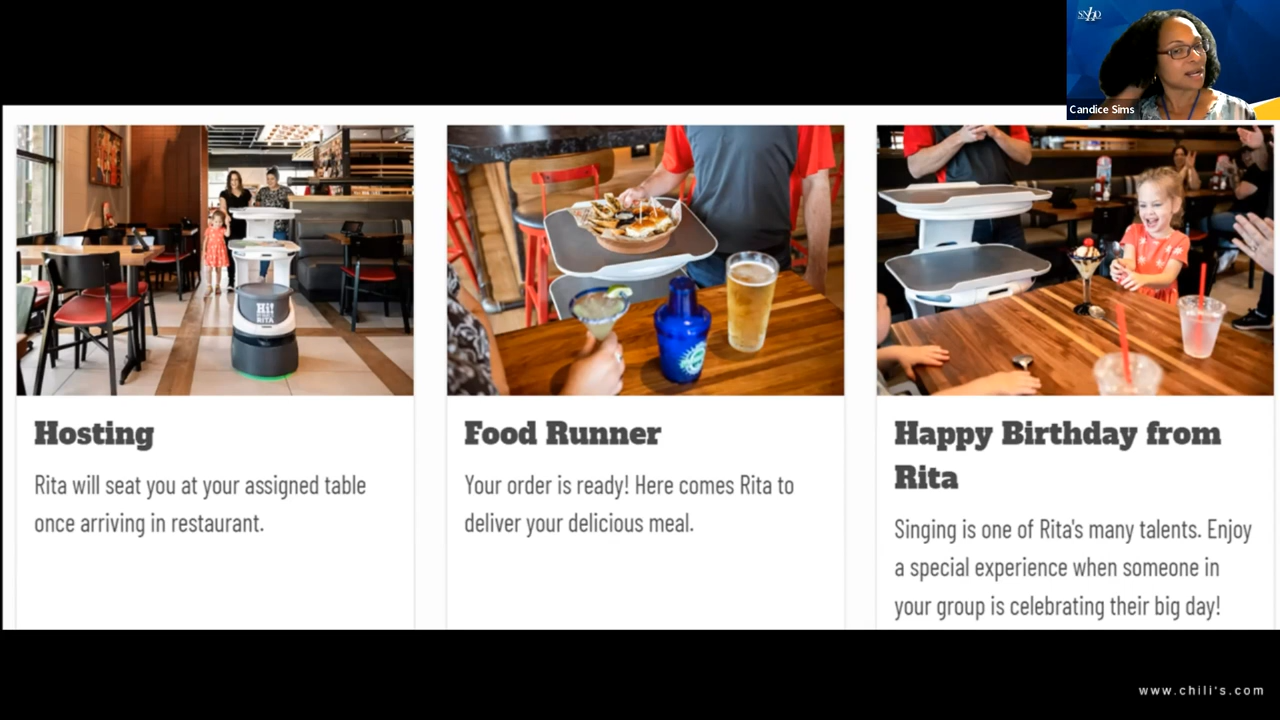 Candice Sims
Hi!
RITA
Hosting
Rita will seat you at your assigned table
once arriving in restaurant.
Food Runner
Your order is ready! Here comes Rita to
deliver your delicious meal.
Happy Birthday from
Rita
Singing is one of Rita's many talents. Enjoy
a special experience when someone in
your group is celebrating their big day!
www.chili's.com